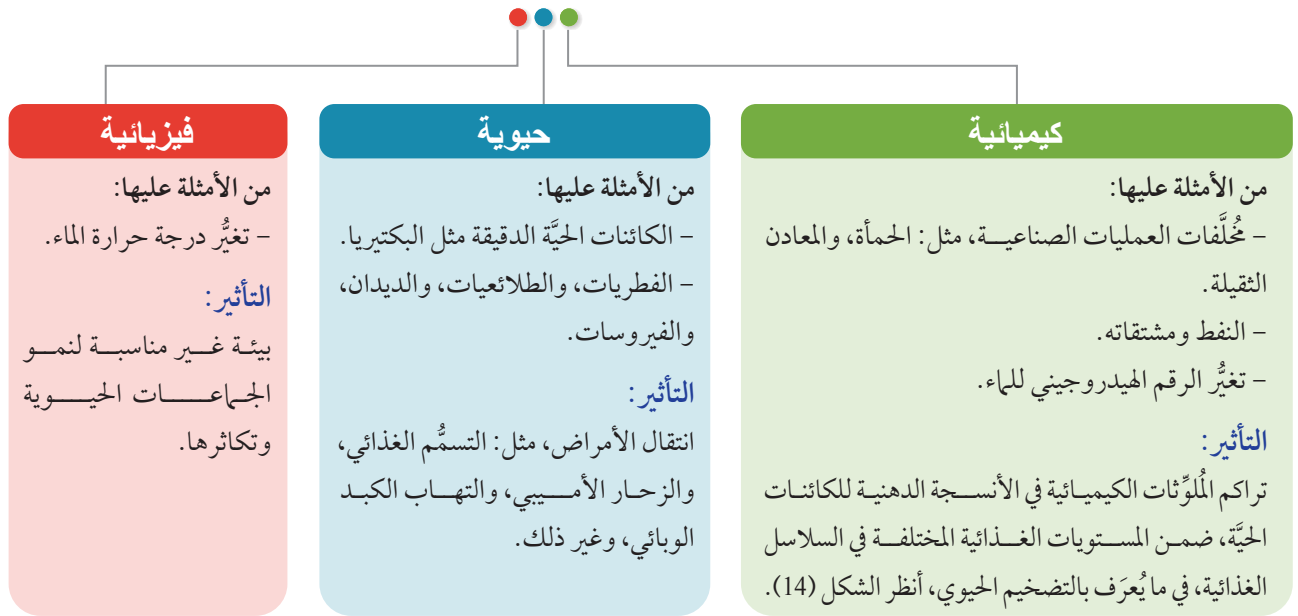 كيميائية
من الأمثلة عليها:
– مُخلَّفات العمليات الصناعيــة، مثل: الحمأة، والمعادن
الثقيلة.
– النفط ومشتقاته.
– تغيُّر الرقم الهيدروجيني للماء.
التأثير:
تراكم المُلوِّثات الكيميائية في الأنسجة الدهنية للكائنات
الحيَّة، ضمن المستويات الغذائية المختلفة في السلاسل
الغذائية، في ما يُعرَف بالتضخيم الحيوي، أنظر الشكل (14).
حيوية
من الأمثلة عليها:
– الكائنات الحيَّة الدقيقة مثل البكتيريا.
– الفطريات، والطلائعيات، والديدان،
والفيروسات.
التأثير:
انتقال الأمراض، مثل: التسمُّم الغذائي،
والزحار الأميبي، والتهاب الكبد
الوبائي، وغير ذلك.
فيزيائية
من الأمثلة عليها:
– تغيُّر درجة حرارة الماء.
التأثير:
بيئة غير مناسبة لنمو
الجماعات الحيوية
وتكاثرها.